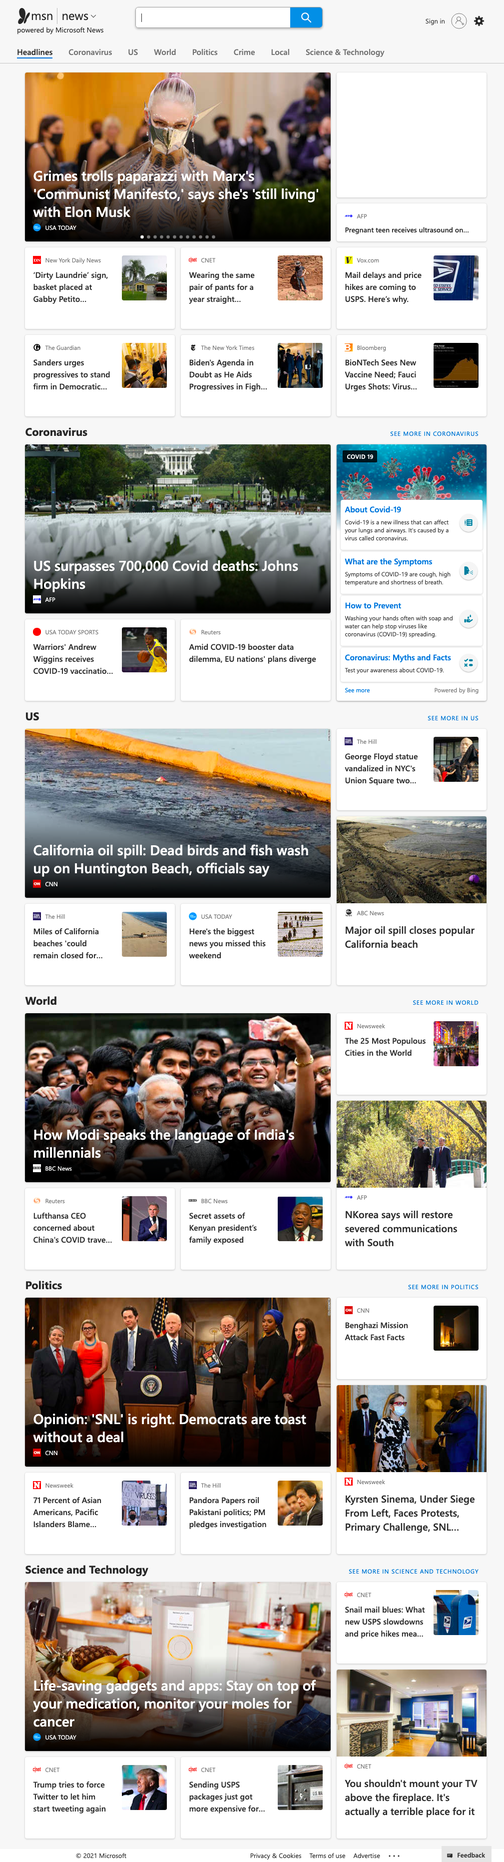 msn news
powered by Microsoft News
Sign in
Headlines Coronavirus US World Politics Crime Local Science & Technology
Grimes trolls paparazzi with Marx's
'Communist Manifesto,' says she's 'still living'
with Elon Musk
USA TODAY
AFP
Pregnant teen receives ultrasound on...
New York Daily News
'Dirty Laundrie' sign,
basket placed at
Gabby Petito...
CNET
Wearing the same
pair of pants for a
year straight...
Vox.com
Mail delays and price
hikes are coming to
USPS. Here's why.
The Guardian
Sanders urges
progressives to stand
firm in Democratic...
The New York Times
Biden's Agenda in
Doubt as He Aids
Progressives in Figh...
Bloomberg
BioNTech Sees New
Vaccine Need; Fauci
Urges Shots: Virus...
Coronavirus
SEE MORE IN CORONAVIRUS
US surpasses 700,000 Covid deaths: Johns
Hopkins
AFP
COVID 19
About Covid-19
Covid-19 is a new illness that can affect
your lungs and airways. It's caused by a
virus called coronavirus.
What are the Symptoms
Symptoms of COVID-19 are cough, high
temperature and shortness of breath.
How to Prevent
Washing your hands often with soap and
water can help stop viruses like
coronavirus (COVID-19) spreading.
Coronavirus: Myths and Facts
Test your awareness about COVID-19.
See more
Powered by Bing
USA TODAY SPORTS
Warriors' Andrew
Wiggins receives
COVID-19 vaccinatio...
Reuters
Amid COVID-19 booster data
dilemma, EU nations' plans diverge
US
SEE MORE IN US
California oil spill: Dead birds and fish wash
up on Huntington Beach, officials say
CNN
The Hill
George Floyd statue
vandalized in NYC's
Union Square two...
ABC News
Major oil spill closes popular
California beach
The Hill
Miles of California
beaches 'could
remain closed for...
USA TODAY
Here's the biggest
news you missed this
weekend
World
SEE MORE IN WORLD
How Modi speaks the language of India's
millennials
BBC News
Newsweek
The 25 Most Populous
Cities in the World
AFP
NKorea says will restore
severed communications
with South
Reuters
Lufthansa CEO
concerned about
China's COVID trave...
BBC News
Secret assets of
Kenyan president's
family exposed
Politics
SEE MORE IN POLITICS
Opinion: 'SNL' is right. Democrats are toast
without a deal
CNN
CNN
Benghazi Mission
Attack Fast Facts
Newsweek
Kyrsten Sinema, Under Siege
From Left, Faces Protests,
Primary Challenge, SNL...
Newsweek
71 Percent of Asian
Americans, Pacific
Islanders Blame...
The Hill
Pandora Papers roil
Pakistani politics; PM
pledges investigation
Science and Technology
SEE MORE IN SCIENCE AND TECHNOLOGY
Life-saving gadgets and apps: Stay on top of
your medication, monitor your moles for
cancer
USA TODAY
CNET
Snail mail blues: What
new USPS slowdowns
and price hikes mea...
CNET
You shouldn't mount your TV
above the fireplace. It's
actually a terrible place for it
CNET
Trump tries to force
Twitter to let him
start tweeting again
CNET
Sending USPS
packages just got
more expensive for...
© 2021 Microsoft
Privacy & Cookies Terms of use Advertise ...
Feedback